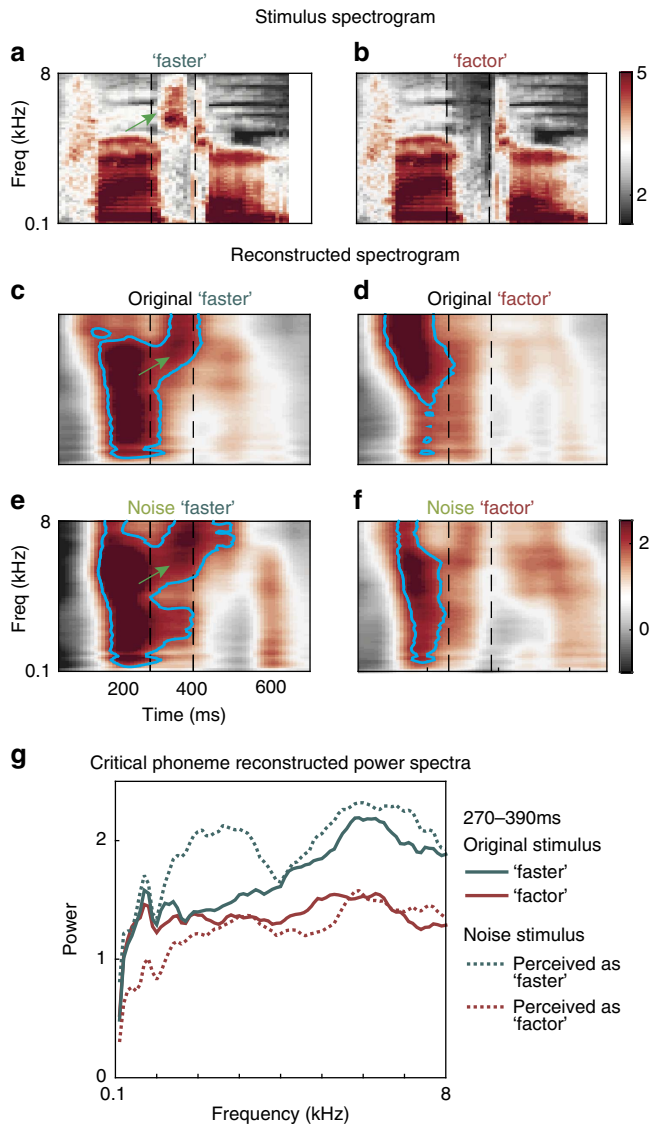 Stimulus spectrogram
a
'faster'
b
'factor'
8
Freq (kHz)
0.1
5
2
Reconstructed spectrogram
c
Original 'faster'
d
Original 'factor'
e
Noise 'faster'
f
Noise 'factor'
8
Freq (kHz)
0.1
200 400 600
Time (ms)
2
1
0
g
Critical phoneme reconstructed power spectra
2
1
0
Power
0.1
8
Frequency (kHz)
270–390ms
Original stimulus
'faster'
'factor'
Noise stimulus
Perceived as
'faster'
Perceived as
'factor'